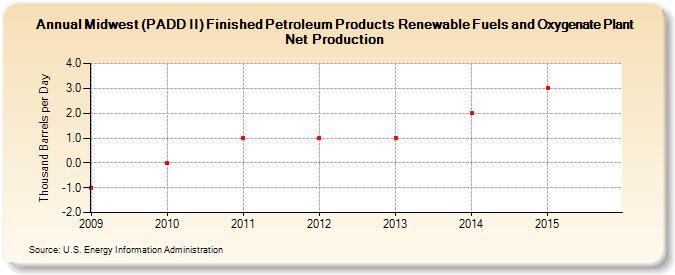 Annual Midwest (PADD II) Finished Petroleum Products Renewable Fuels and Oxygenate Plant
Net Production
Thousand Barrels per Day
4.0
3.0
2.0
1.0
0.0
-1.0
-2.0
2009 2010 2011 2012 2013 2014 2015
Source: U.S. Energy Information Administration